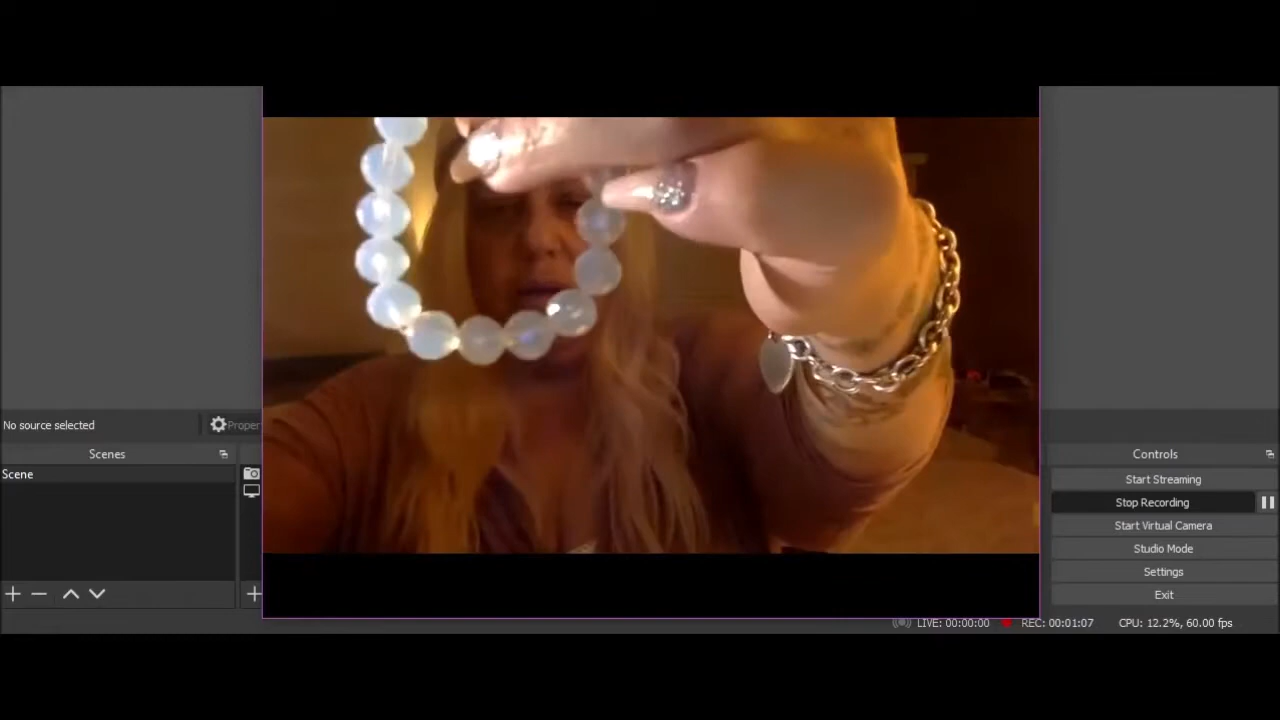 No source selected
Proper
Scenes
Scene
Controls
Start Streaming
Stop Recording
Start Virtual Camera
Studio Mode
Settings
Exit
LIVE: 00:00:00
REC: 00:01:07
CPU: 12.2%, 60.00 fps